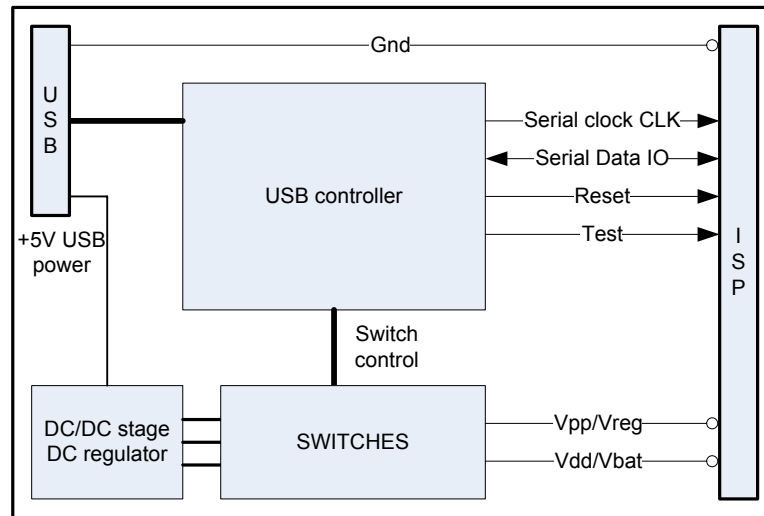 Gnd
U
S
B
Serial clock CLK
Serial Data IO
USB controller
Reset
Test
+5V USB
power
I
S
P
Switch
control
DC/DC stage
DC regulator
SWITCHES
Vpp/Vreg
Vdd/Vbat